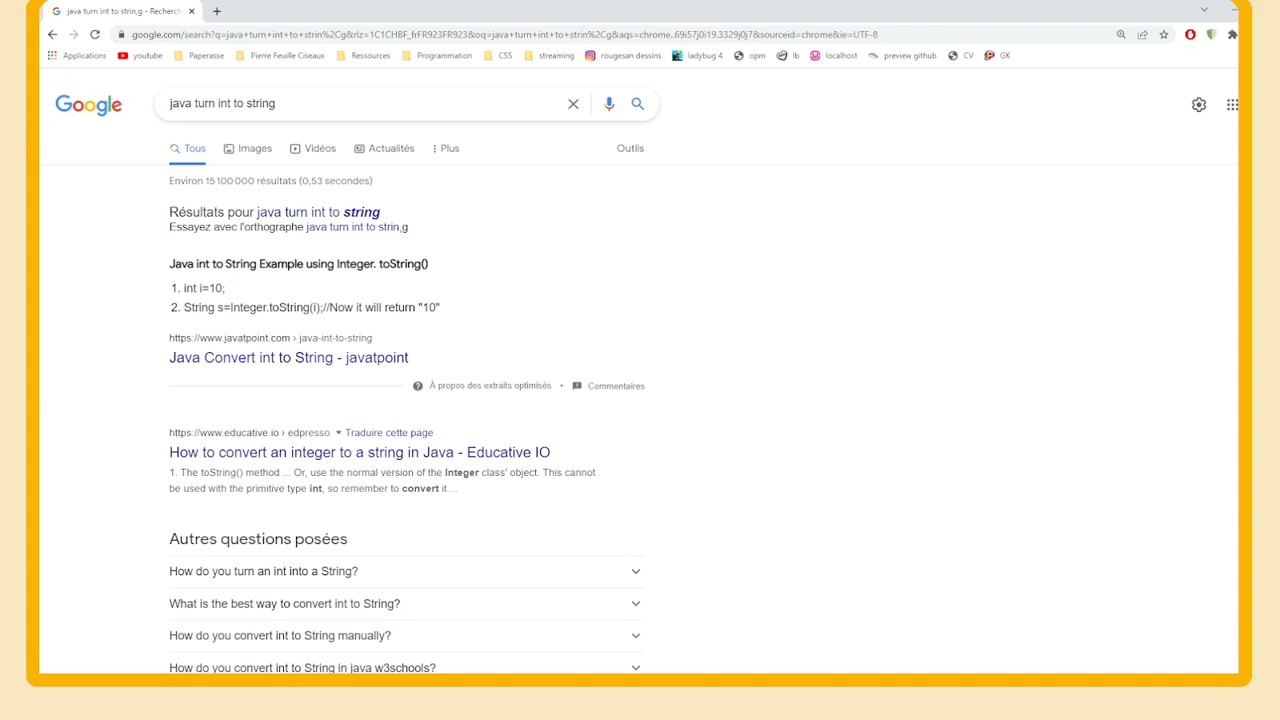 java turn int to strin,g - Recherch
google.com/search?q=java+turn+int+to+strin%2Cg&rlz=1C1CHBF_frFR923FR923&oq=java+turn+int+to+strin%2Cg&aqs=chrome..69i57j0i19.3329j0j7&sourceid=chrome&ie=UTF-8
Applications youtube Paperasse Pierre Feuille Ciseaux Ressources Programmation CSS streaming rougesan dessins ladybug 4 opm lb localhost preview github CV GK
Google java turn int to string
Tous Images Vidéos Actualités Plus Outils
Environ 15 100 000 résultats (0,53 secondes)
Résultats pour java turn int to string
Essayez avec l'orthographe java turn int to strin,g
Java int to String Example using Integer. toString()
1. int i=10;
2. String s=Integer.toString(i);//Now it will return "10"
https://www.javatpoint.com › java-int-to-string
Java Convert int to String - javatpoint
À propos des extraits optimisés • Commentaires
https://www.educative.io › edpresso Traduire cette page
How to convert an integer to a string in Java - Educative IO
1. The toString() method ... Or, use the normal version of the Integer class' object. This cannot
be used with the primitive type int, so remember to convert it ...
Autres questions posées
How do you turn an int into a String?
What is the best way to convert int to String?
How do you convert int to String manually?
How do you convert int to String in java w3schools?